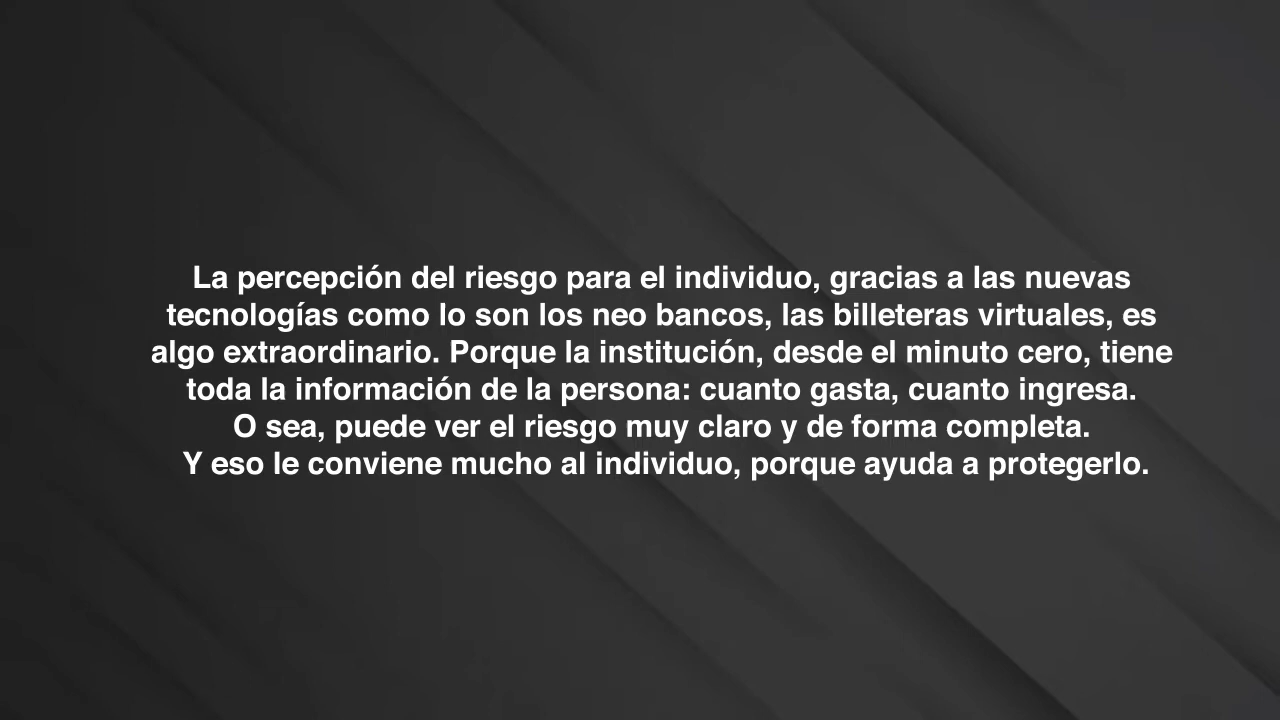 La percepción del riesgo para el individuo, gracias a las nuevas
tecnologías como lo son los neo bancos, las billeteras virtuales, es
algo extraordinario. Porque la institución, desde el minuto cero, tiene
toda la información de la persona: cuanto gasta, cuanto ingresa.
O sea, puede ver el riesgo muy claro y de forma completa.
Y eso le conviene mucho al individuo, porque ayuda a protegerlo.